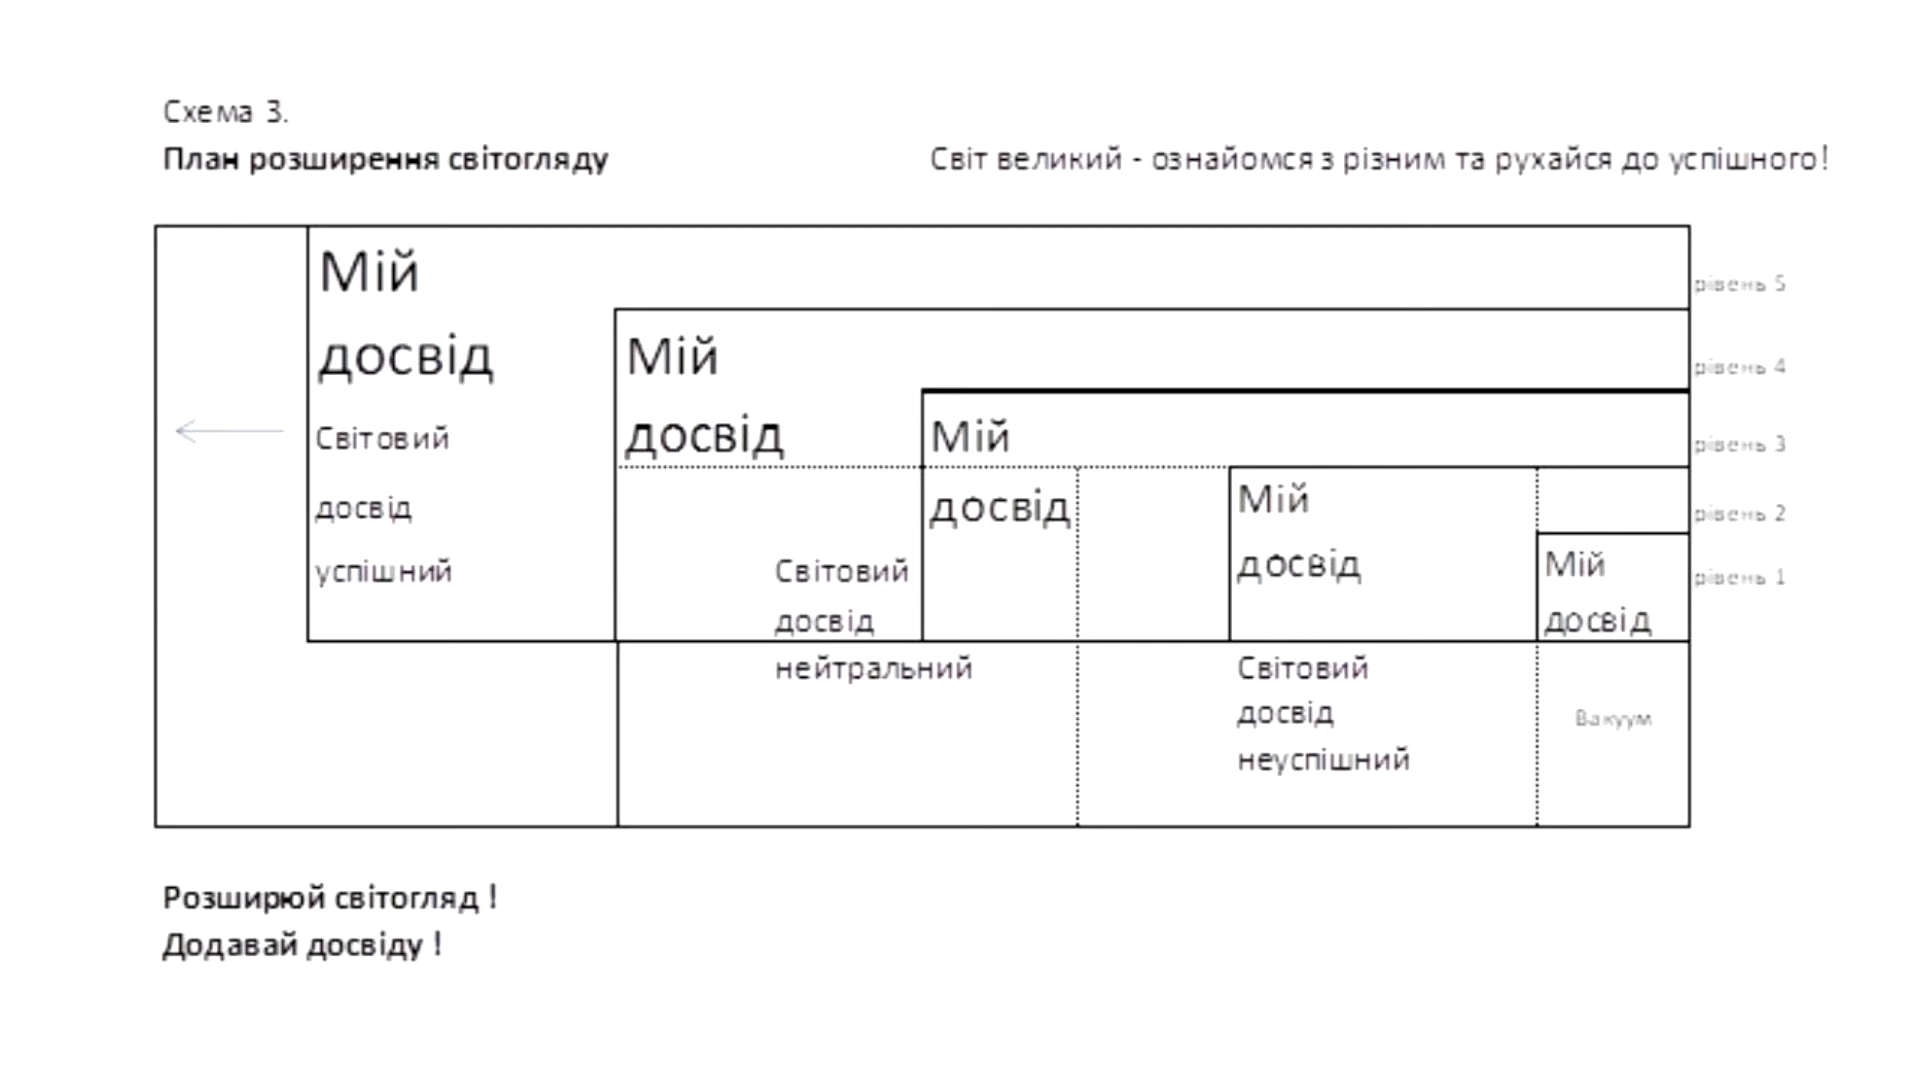 Схема 3.
План розширення світогляду
Світ великий - ознайомся з різним та рухайся до успішного!
Мій
досвід
Світовий
досвід
успішний
Мій
досвід
Світовий
досвід
нейтральний
Мій
досвід
Мій
досвід
Світовий
досвід
неуспішний
Мій
досвід
Вакуум
рівень 5
рівень 4
рівень 3
рівень 2
рівень 1
Розширюй світогляд !
Додавай досвіду !